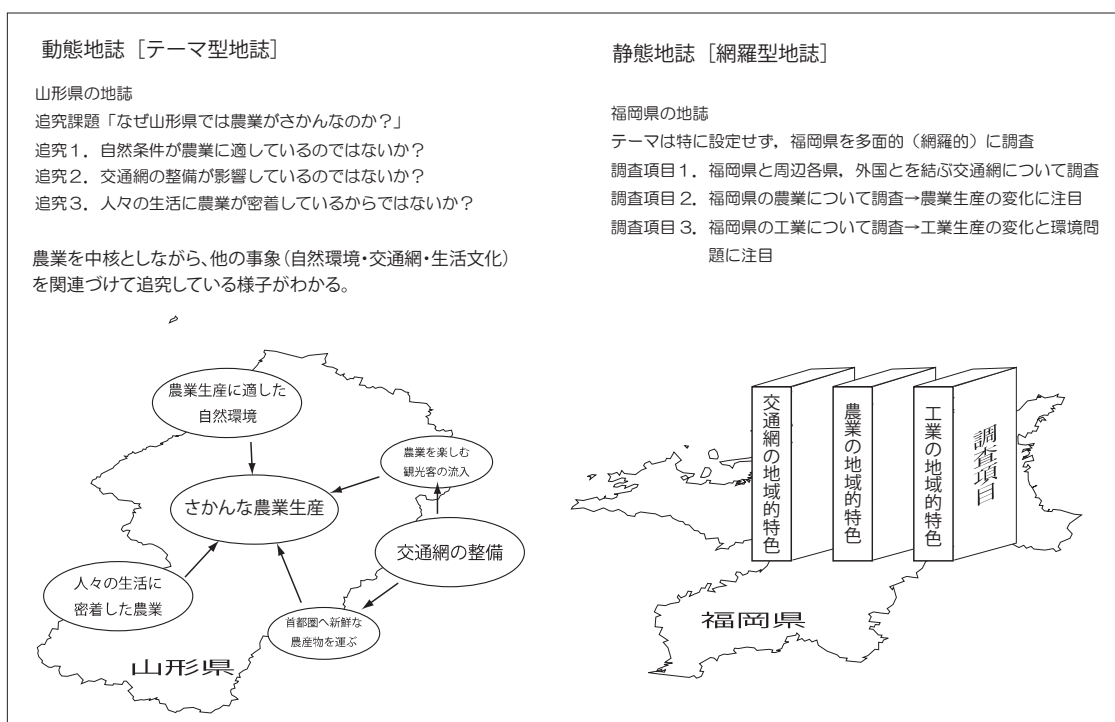 動態地誌［テーマ型地誌］
山形県の地誌
追究課題「なぜ山形県では農業がさかんなのか？」
追究１．自然条件が農業に適しているのではないか？
追究２．交通網の整備が影響しているのではないか？
追究３．人々の生活に農業が密着しているからではないか？
農業を中核としながら、他の事象（自然環境・交通網・生活文化）
を関連づけて追究している様子がわかる。
農業生産に適した
自然環境
農業を楽しむ
観光客の流入
さかんな農業生産
交通網の整備
人々の生活に
密着した農業
首都圏へ新鮮な
農産物を運ぶ
山形県
静態地誌［網羅型地誌］
福岡県の地誌
テーマは特に設定せず，福岡県を多面的（網羅的）に調査
調査項目１．福岡県と周辺各県，外国とを結ぶ交通網について調査
調査項目２．福岡県の農業について調査→農業生産の変化に注目
調査項目３．福岡県の工業について調査→工業生産の変化と環境問
題に注目
交通網の地域的特色
農業の地域的特色
工業の地域的特色
調査項目
福岡県